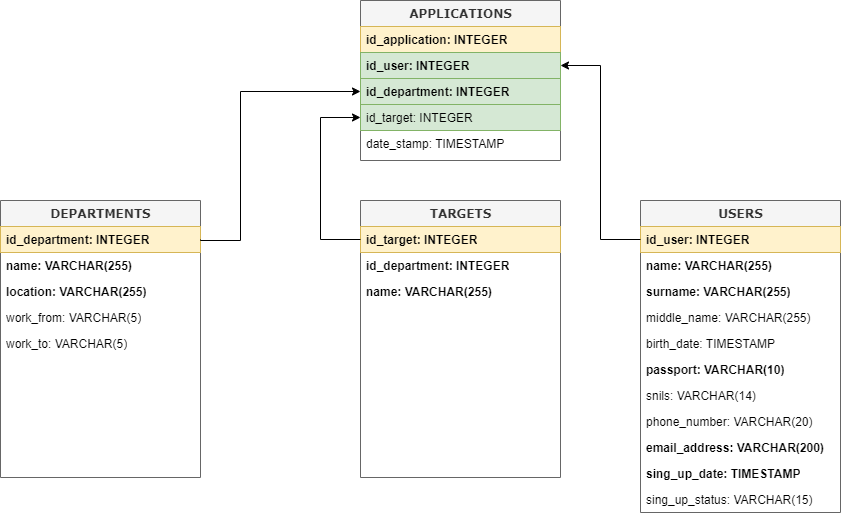 APPLICATIONS
id_application: INTEGER
id_user: INTEGER
id_department: INTEGER
id_target: INTEGER
date_stamp: TIMESTAMP
DEPARTMENTS
id_department: INTEGER
name: VARCHAR(255)
location: VARCHAR(255)
work_from: VARCHAR(5)
work_to: VARCHAR(5)
TARGETS
id_target: INTEGER
id_department: INTEGER
name: VARCHAR(255)
USERS
id_user: INTEGER
name: VARCHAR(255)
surname: VARCHAR(255)
middle_name: VARCHAR(255)
birth_date: TIMESTAMP
passport: VARCHAR(10)
snils: VARCHAR(14)
phone_number: VARCHAR(20)
email_address: VARCHAR(200)
sing_up_date: TIMESTAMP
sing_up_status: VARCHAR(15)